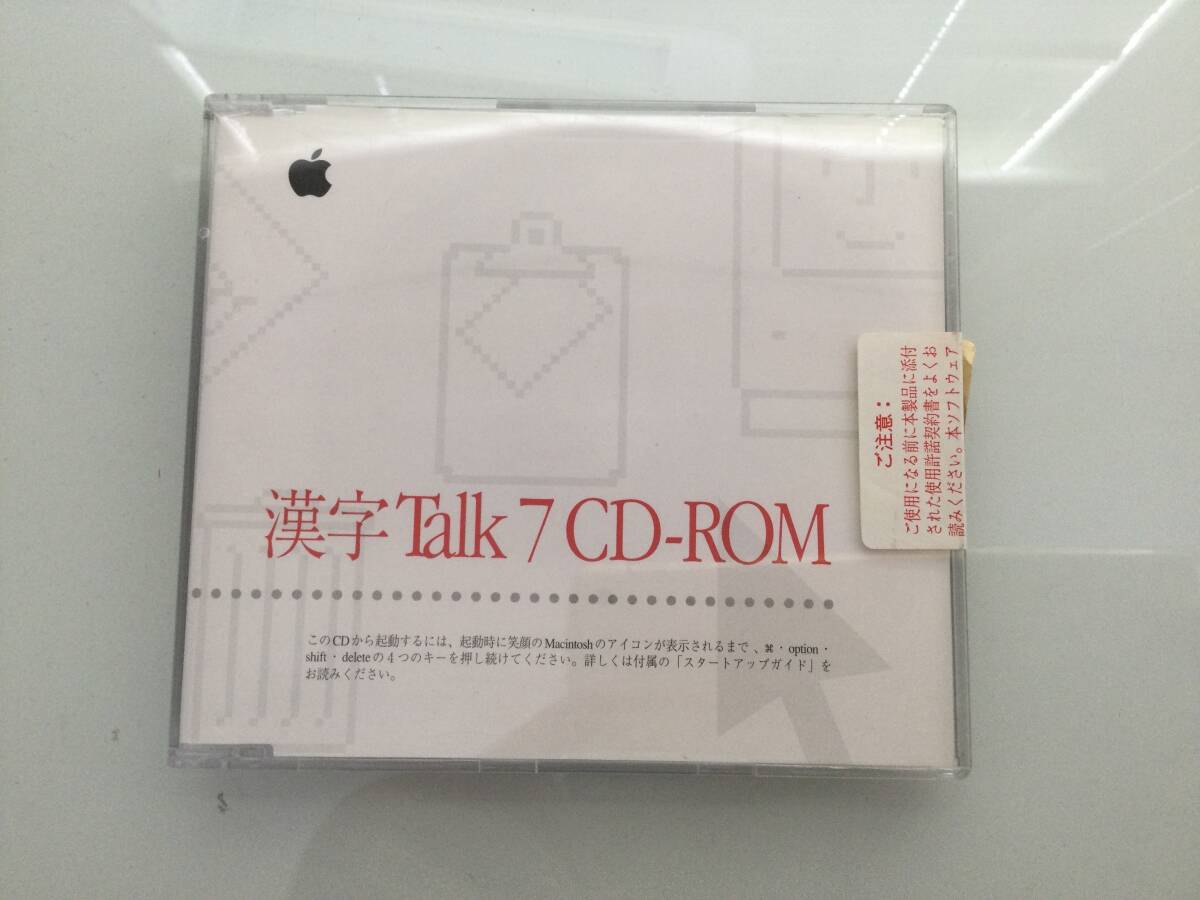 漢字Talk 7 CD-ROM
このCDから起動するには、起動時に笑顔のMacintoshのアイコンが表示されるまで、⌘・option・
shift・deleteの4つのキーを押し続けてください。詳しくは付属の「スタートアップガイド」を
お読みください。
ご注意：
ご使用になる前に本製品に添付
された使用許諾契約書をよくお
読みください。本ソフトウェア